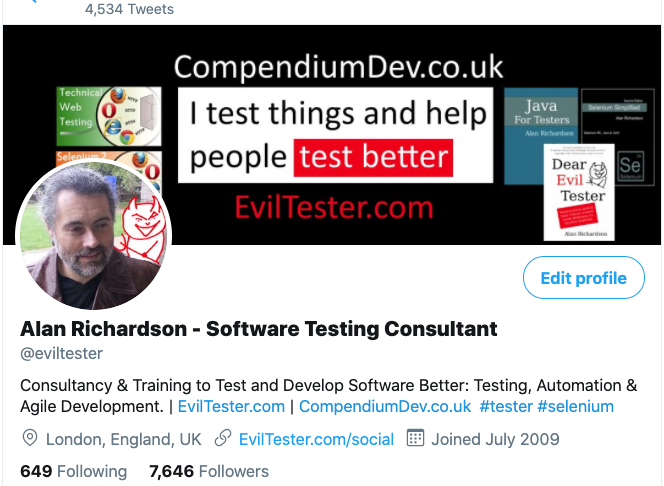 4,534 Tweets
CompendiumDev.co.uk
Technical
Web
Testing
HTTP
HTTP
I test things and help
people test better
Java
For Testers
Alan Richardson
Selenium Simplified
Alan Richardson
Selenium 2
Dear
Evil
Tester
Alan Richardson
Se
Selenium
EvilTester.com
Edit profile
Alan Richardson - Software Testing Consultant
@eviltester
Consultancy & Training to Test and Develop Software Better: Testing, Automation &
Agile Development. | EvilTester.com | CompendiumDev.co.uk #tester #selenium
London, England, UK EvilTester.com/social Joined July 2009
649 Following 7,646 Followers